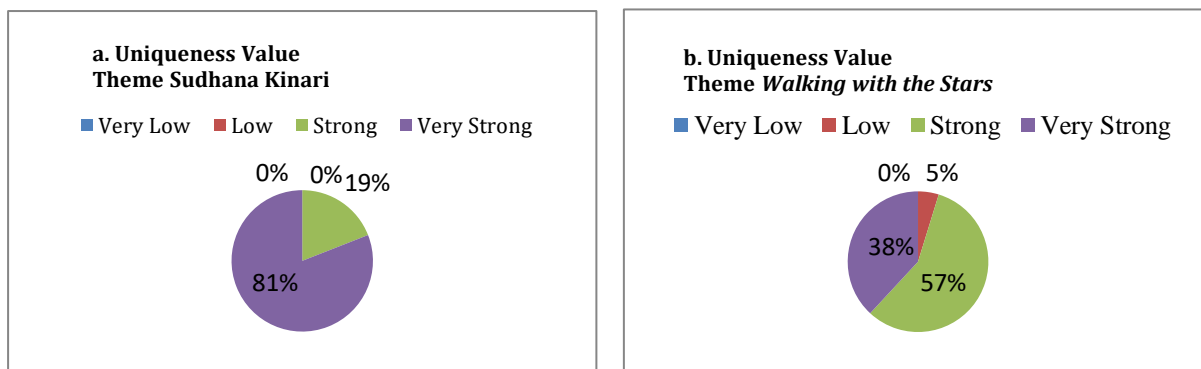 a. Uniqueness Value
Theme Sudhana Kinari
Very Low Low Strong Very Strong
0% 0% 19%
81%
b. Uniqueness Value
Theme Walking with the Stars
Very Low Low Strong Very Strong
0% 5%
38%
57%